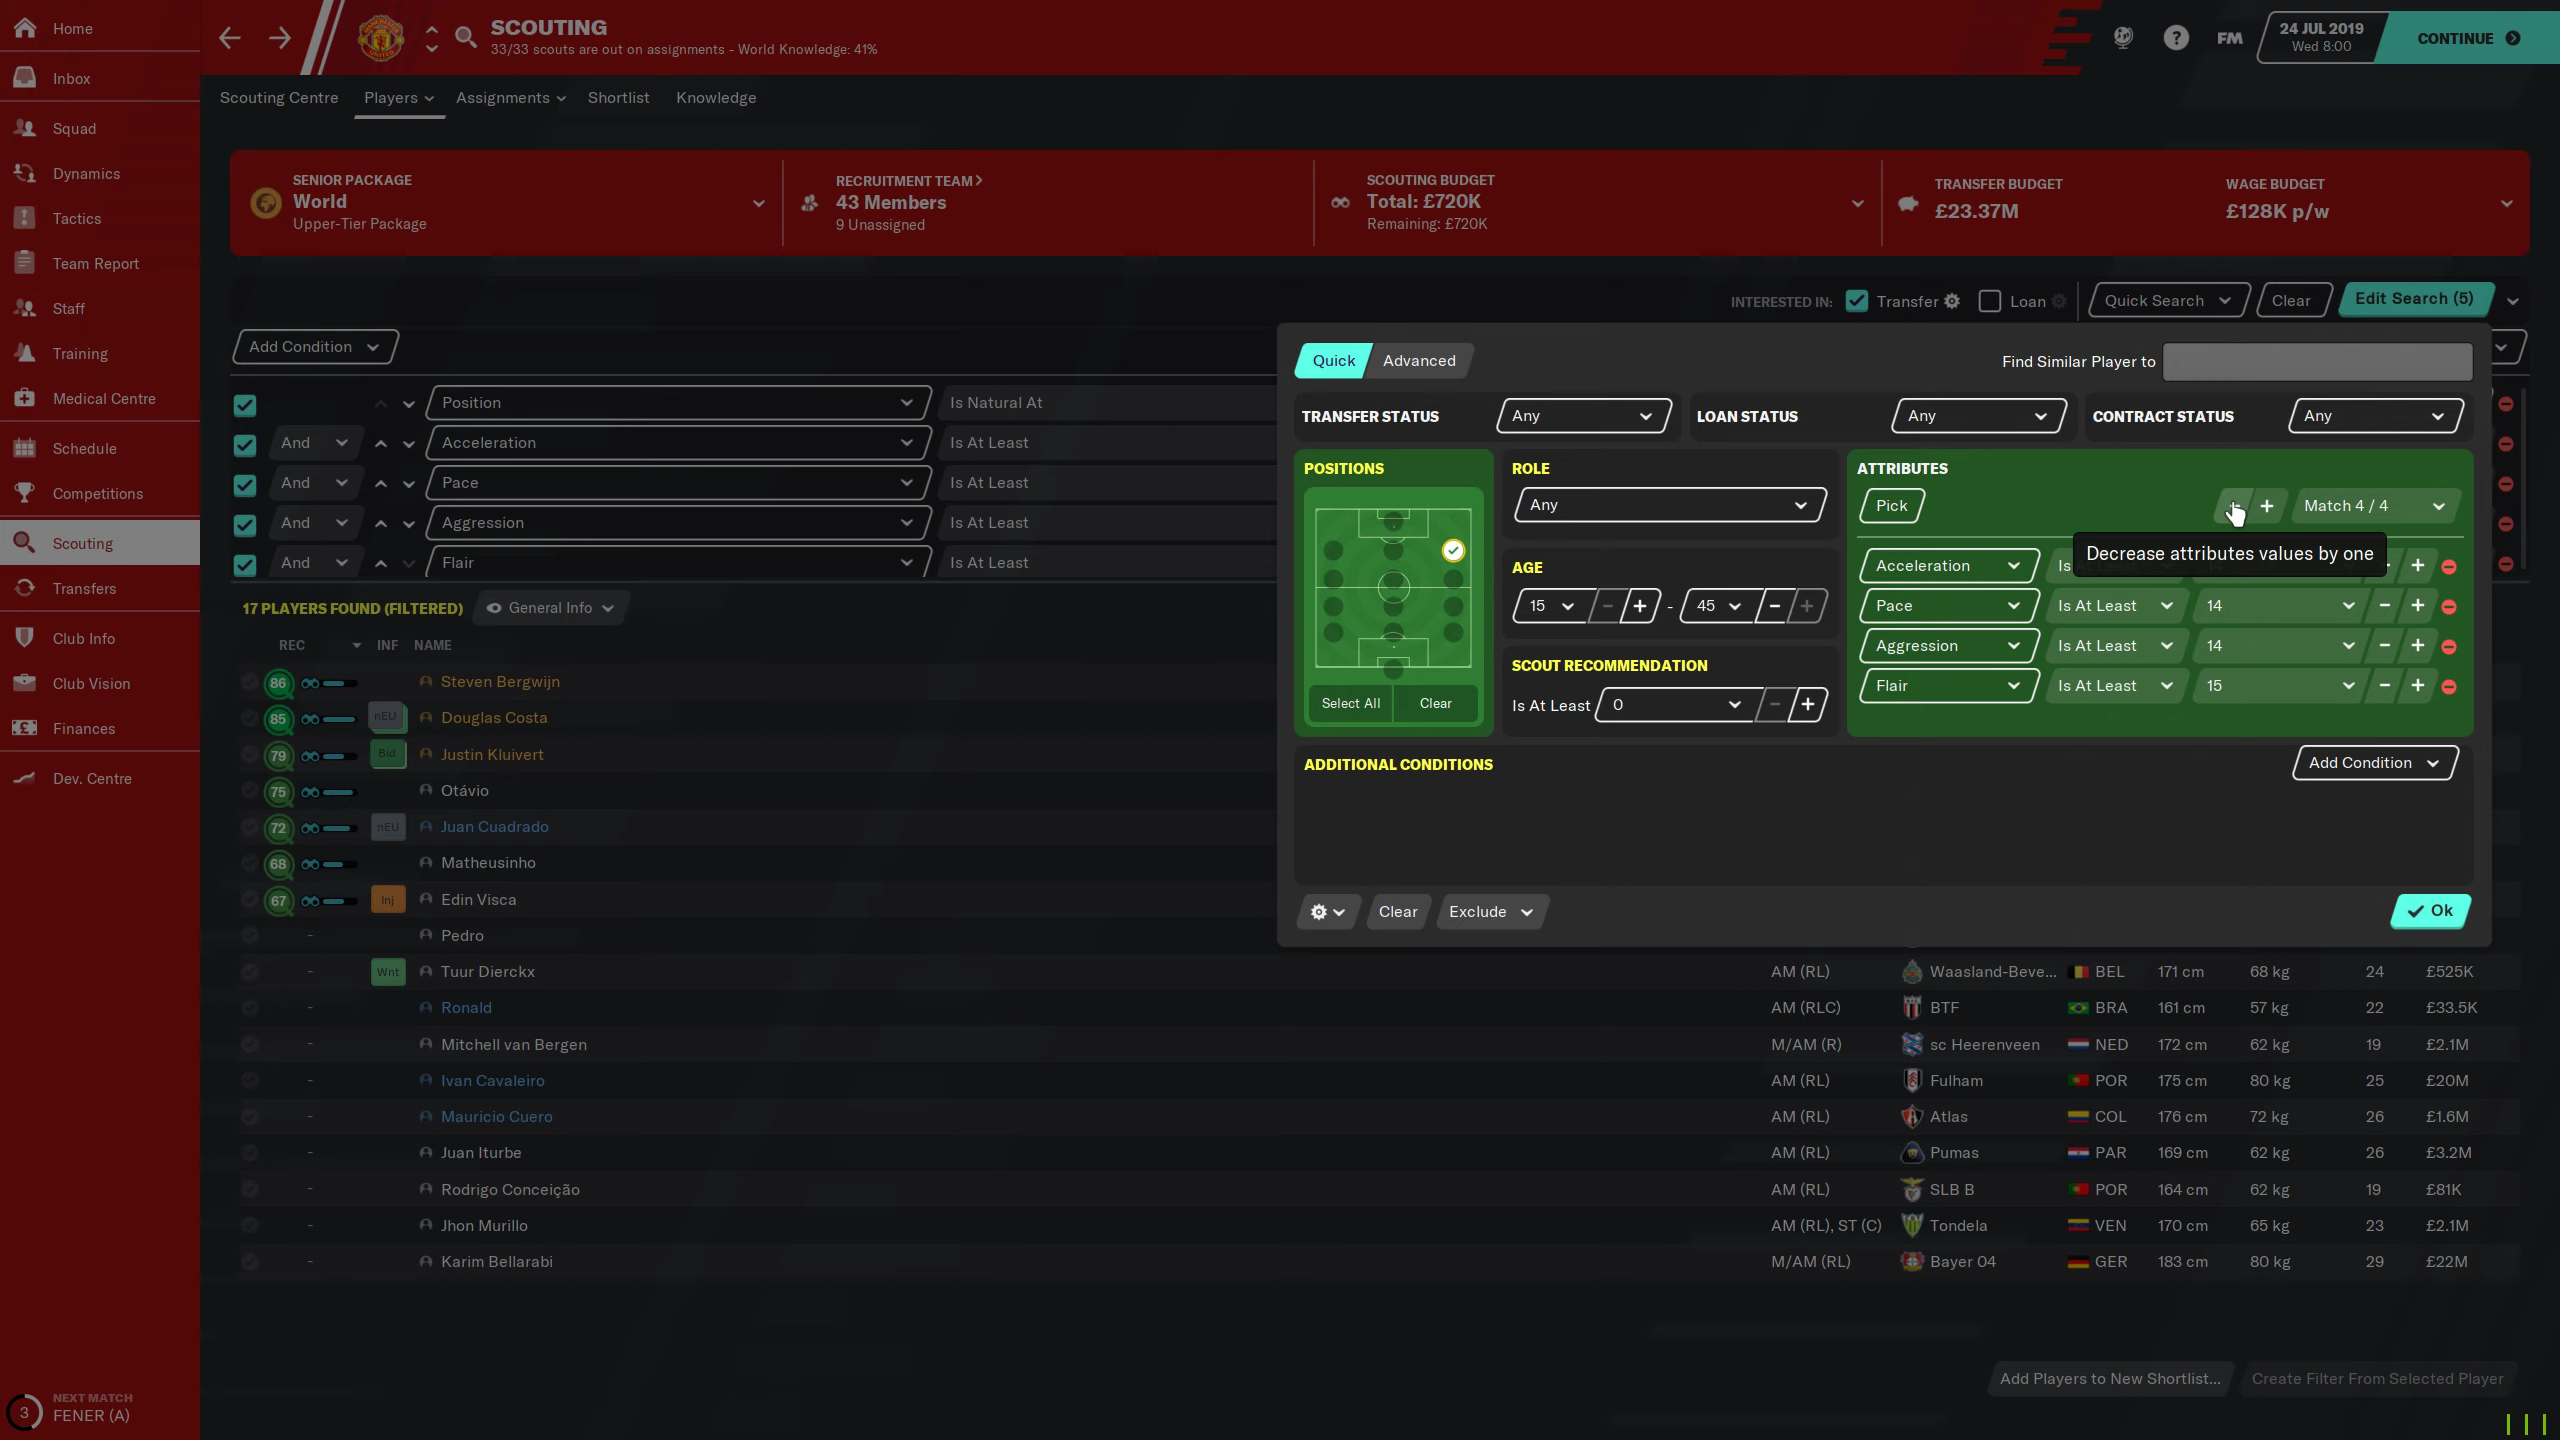 Home
Inbox
Squad
Dynamics
Tactics
Team Report
Staff
Training
Medical Centre
Schedule
Competitions
Scouting
Transfers
Club Info
Club Vision
Finances
Dev. Centre
3 NEXT MATCH
FENER (A)
SCOUTING
33/33 scouts are out on assignments - World Knowledge: 41%
? FM 24 JUL 2019 CONTINUE
Wed 8:00
Scouting Centre Players Assignments Shortlist Knowledge
SENIOR PACKAGE
World
Upper-Tier Package
RECRUITMENT TEAM
43 Members
9 Unassigned
SCOUTING BUDGET
Total: £720K
Remaining: £720K
TRANSFER BUDGET
£23.37M
WAGE BUDGET
£128K p/w
INTERESTED IN: Transfer Loan Quick Search Clear Edit Search (5)
Add Condition
Position Is Natural At
And Acceleration Is At Least
And Pace Is At Least
And Aggression Is At Least
And Flair Is At Least
Quick Advanced Find Similar Player to
TRANSFER STATUS Any LOAN STATUS Any CONTRACT STATUS Any
POSITIONS
Select All Clear
ROLE
Any
AGE
15 - + - 45 - +
SCOUT RECOMMENDATION
Is At Least 0 - +
ATTRIBUTES
Pick + Match 4 / 4
Decrease attributes values by one
Acceleration +
Pace Is At Least 14 - +
Aggression Is At Least 14 - +
Flair Is At Least 15 - +
ADDITIONAL CONDITIONS Add Condition
Clear Exclude Ok
17 PLAYERS FOUND (FILTERED) General Info
REC INF NAME
86 Steven Bergwijn
85 nEU Douglas Costa
79 Bid Justin Kluivert
75 Otávio
72 nEU Juan Cuadrado
68 Matheusinho
67 Inj Edin Visca
- Pedro
- Wnt Tuur Dierckx AM (RL) Waasland-Beve... BEL 171 cm 68 kg 24 £525K
- Ronald AM (RLC) BTF BRA 161 cm 57 kg 22 £33.5K
- Mitchell van Bergen M/AM (R) sc Heerenveen NED 172 cm 62 kg 19 £2.1M
- Ivan Cavaleiro AM (RL) Fulham POR 175 cm 80 kg 25 £20M
- Mauricio Cuero AM (RL) Atlas COL 176 cm 72 kg 26 £1.6M
- Juan Iturbe AM (RL) Pumas PAR 169 cm 62 kg 26 £3.2M
- Rodrigo Conceição AM (RL) SLB B POR 164 cm 62 kg 19 £81K
- Jhon Murillo AM (RL), ST (C) Tondela VEN 170 cm 65 kg 23 £2.1M
- Karim Bellarabi M/AM (RL) Bayer 04 GER 183 cm 80 kg 29 £22M
Add Players to New Shortlist... Create Filter From Selected Player